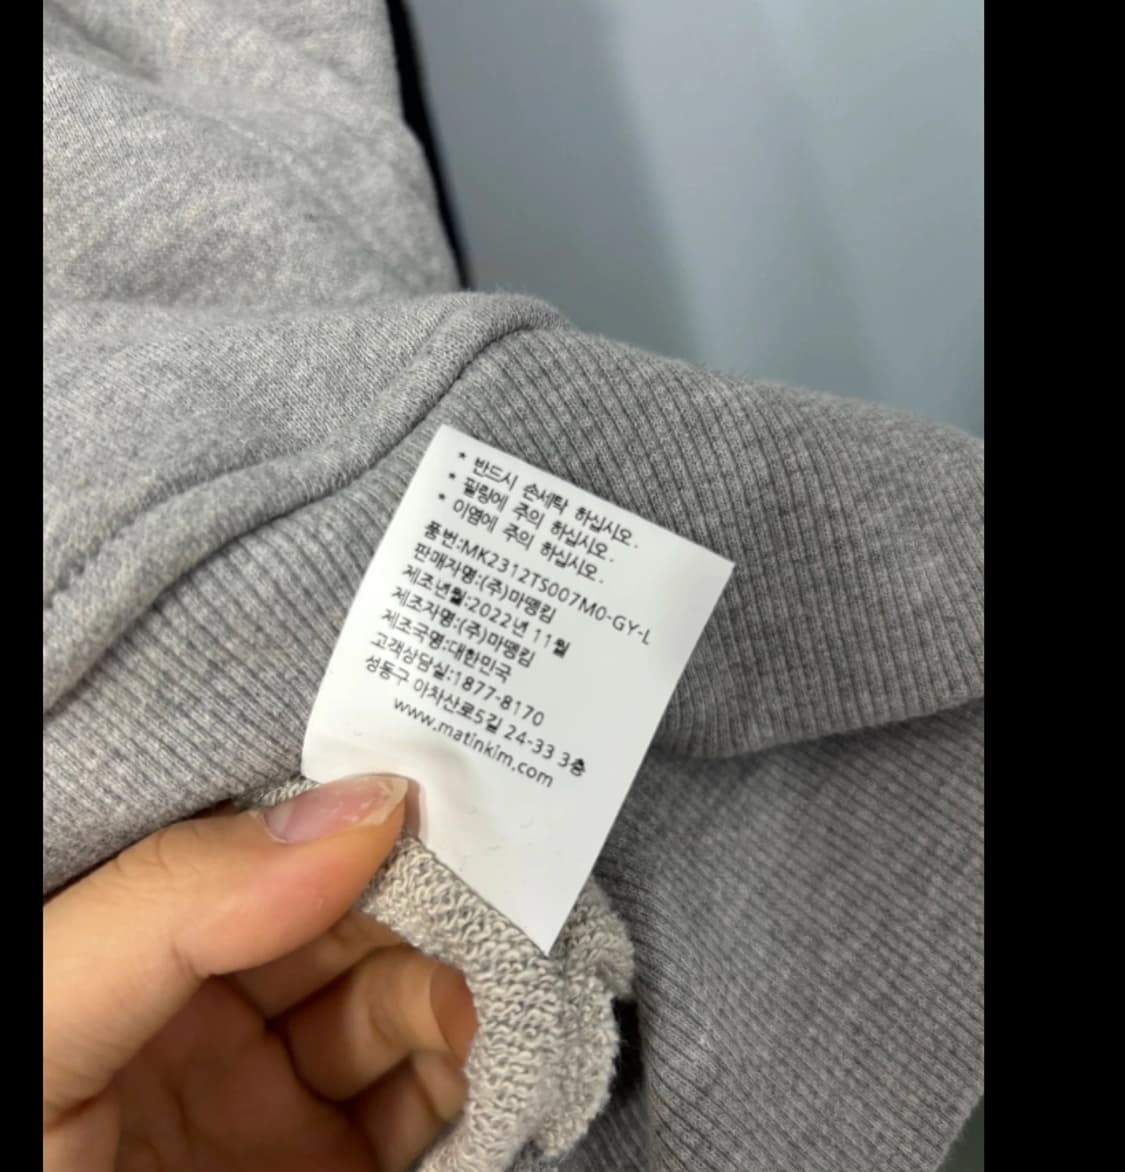 * 반드시 손세탁 하십시오.
* 필링에 주의 하십시오.
* 이염에 주의 하십시오.
품번:MK2312TS007M0-GY-L
판매자명:(주)마뗑킴
제조년월:2022년 11월
제조자명:(주)마뗑킴
제조국명:대한민국
고객상담실:1877-8170
성동구 아차산로5길 24-33 3층
www.matinkim.com